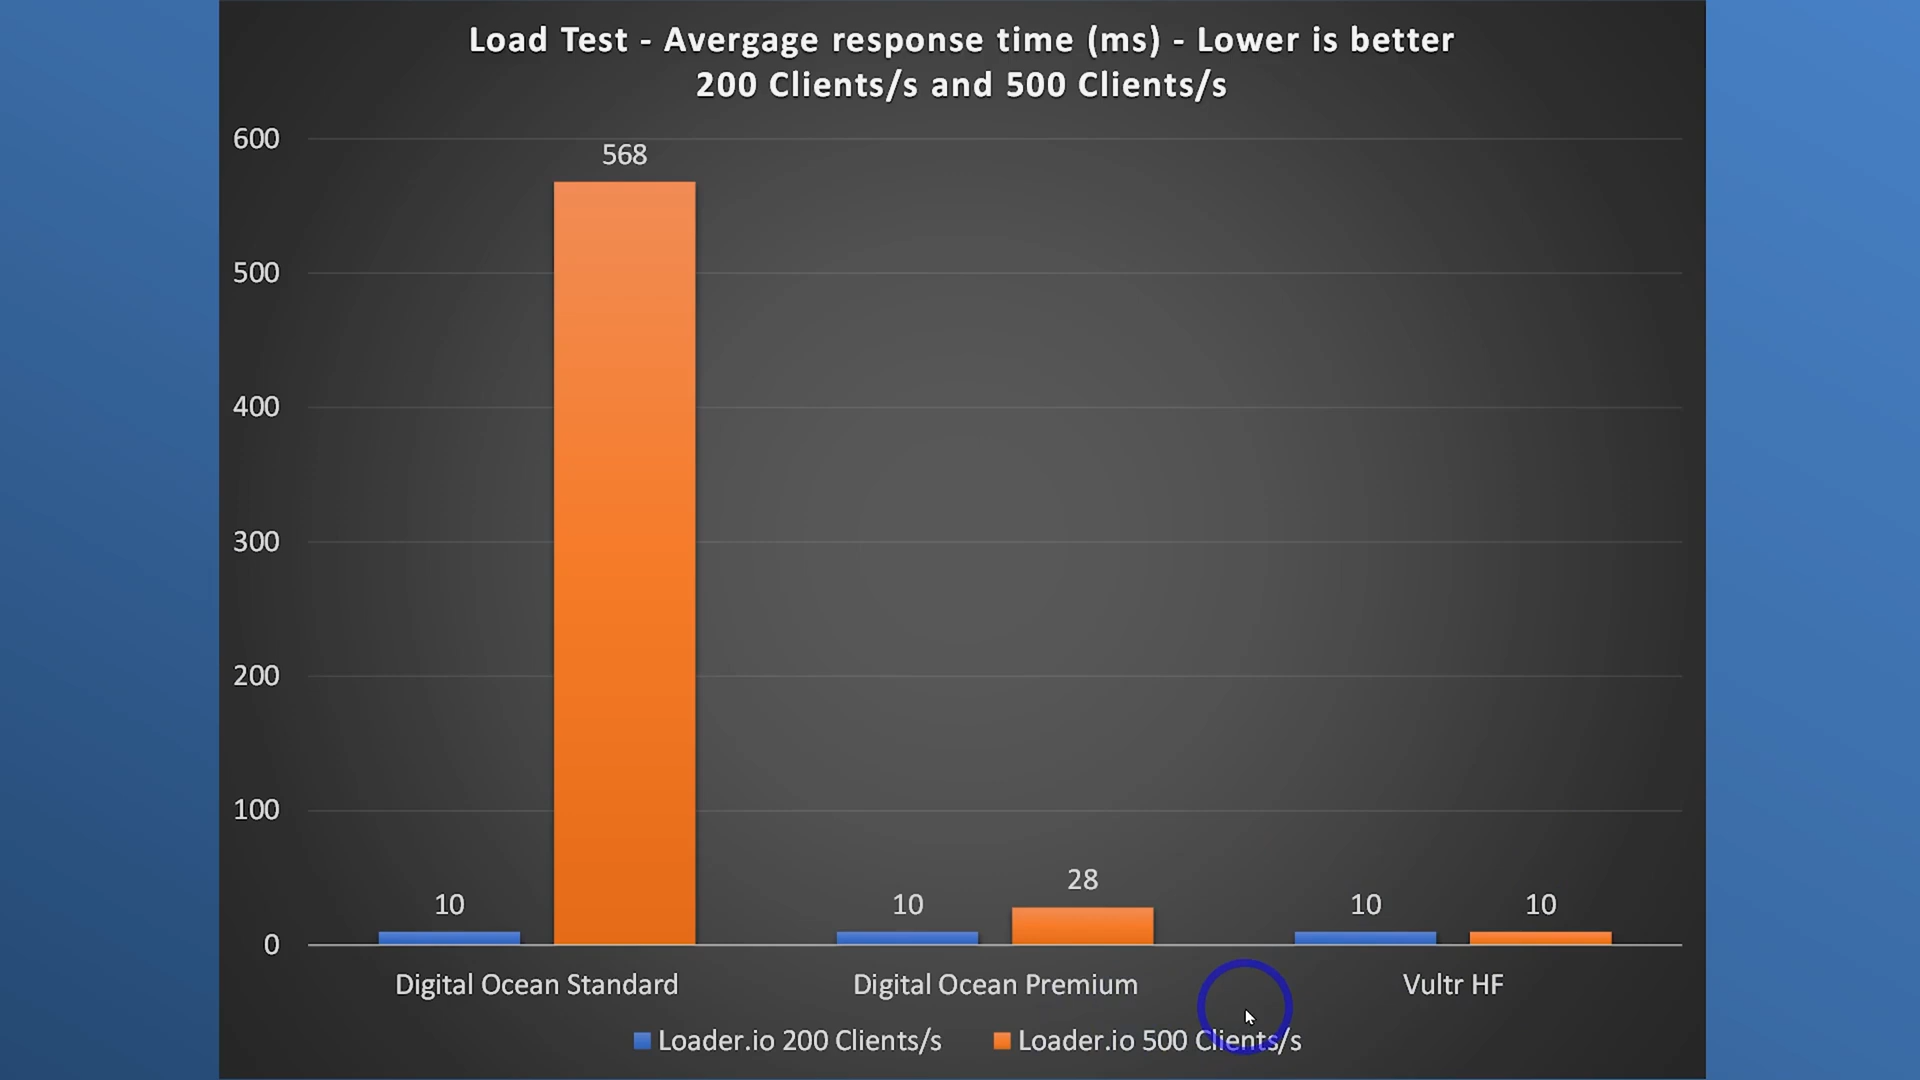 Load Test - Avergage response time (ms) - Lower is better
200 Clients/s and 500 Clients/s
600
500
400
300
200
100
0
568
10
10
28
10
10
Digital Ocean Standard
Digital Ocean Premium
Vultr HF
Loader.io 200 Clients/s
Loader.io 500 Clients/s